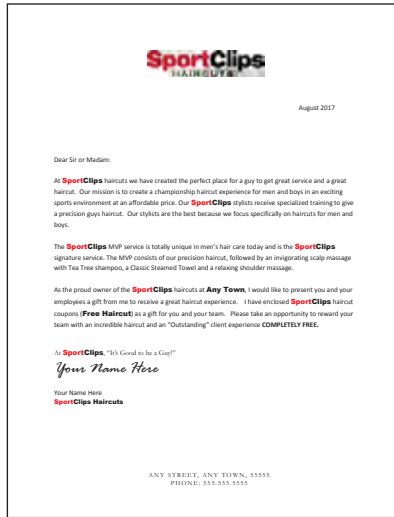 SportClips
HAIRCUTS
August 2017
Dear Sir or Madam:
At SportClips haircuts we have created the perfect place for a guy to get great service and a great
haircut.  Our mission is to create a championship haircut experience for men and boys in an exciting
sports environment at an affordable price. Our SportClips stylists receive specialized training to give
a precision guys haircut.  Our stylists are the best because we focus specifically on haircuts for men and
boys.
The SportClips MVP service is totally unique in men's hair care today and is the SportClips
signature service. The MVP consists of our precision haircut, followed by an invigorating scalp massage
with Tea Tree shampoo, a Classic Steamed Towel and a relaxing shoulder massage.
As the proud owner of the SportClips haircuts at Any Town, I would like to present you and your
employees a gift from me to receive a great haircut experience.   I have enclosed SportClips haircut
coupons (Free Haircut) as a gift for you and your team.   Please take an opportunity to reward your
team with an incredible haircut and an "Outstanding" client experience COMPLETELY FREE.
At SportClips, "It's Good to be a Guy!"
Your Name Here
Your Name Here
SportClips Haircuts
ANY STREET, ANY TOWN, 55555
PHONE: 555.555.5555